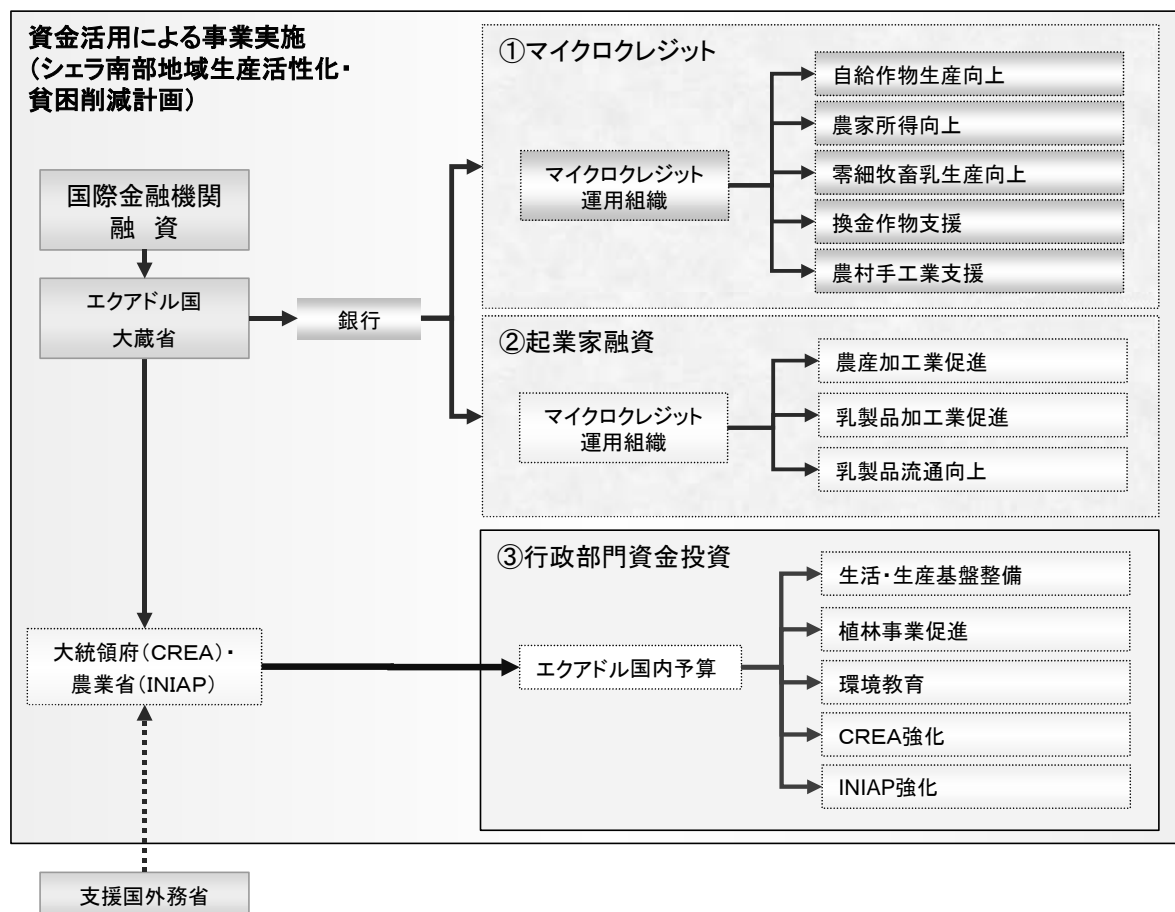 資金活用による事業実施
（シェラ南部地域生産活性化・
貧困削減計画）
国際金融機関
融　資
エクアドル国
大蔵省
銀行
①マイクロクレジット
マイクロクレジット
運用組織
自給作物生産向上
農家所得向上
零細牧畜乳生産向上
換金作物支援
農村手工業支援
②起業家融資
マイクロクレジット
運用組織
農産加工業促進
乳製品加工業促進
乳製品流通向上
大統領府（CREA）・
農業省（INIAP）
③行政部門資金投資
エクアドル国内予算
生活・生産基盤整備
植林事業促進
環境教育
CREA強化
INIAP強化
支援国外務省